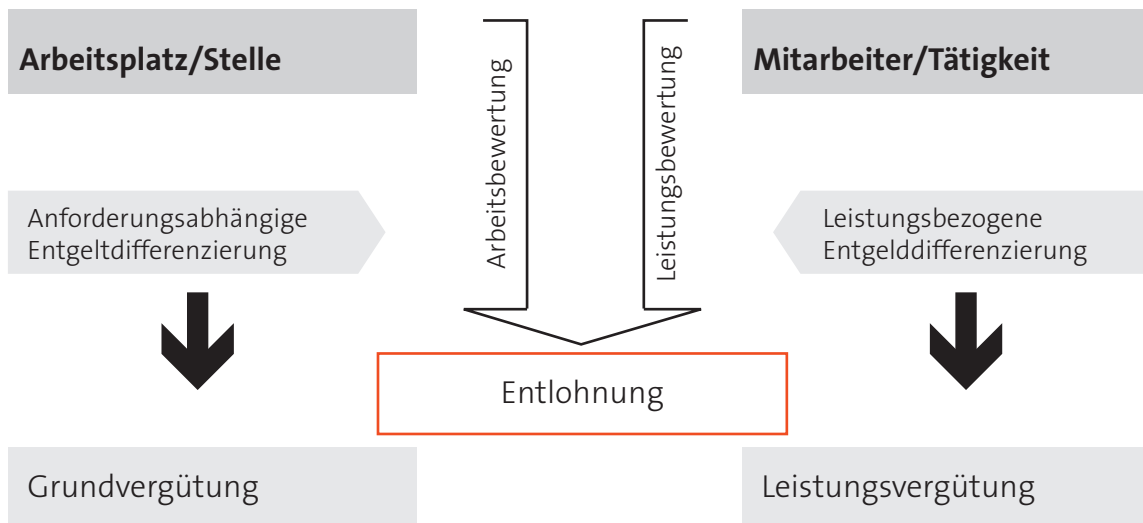 Arbeitsplatz/Stelle
Arbeitsbewertung
Leistungsbewertung
Mitarbeiter/Tätigkeit
Anforderungsabhängige
Entgeltdifferenzierung
Leistungsbezogene
Entgelddifferenzierung
Entlohnung
Grundvergütung
Leistungsvergütung